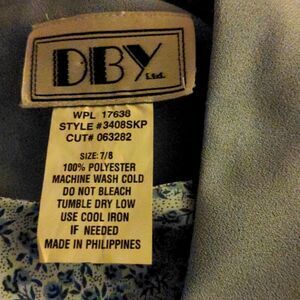 DBY Ltd.
WPL 17638
STYLE #3408SKP
CUT# 063282
SIZE: 7/8
100% POLYESTER
MACHINE WASH COLD
DO NOT BLEACH
TUMBLE DRY LOW
USE COOL IRON
IF NEEDED
MADE IN PHILIPPINES